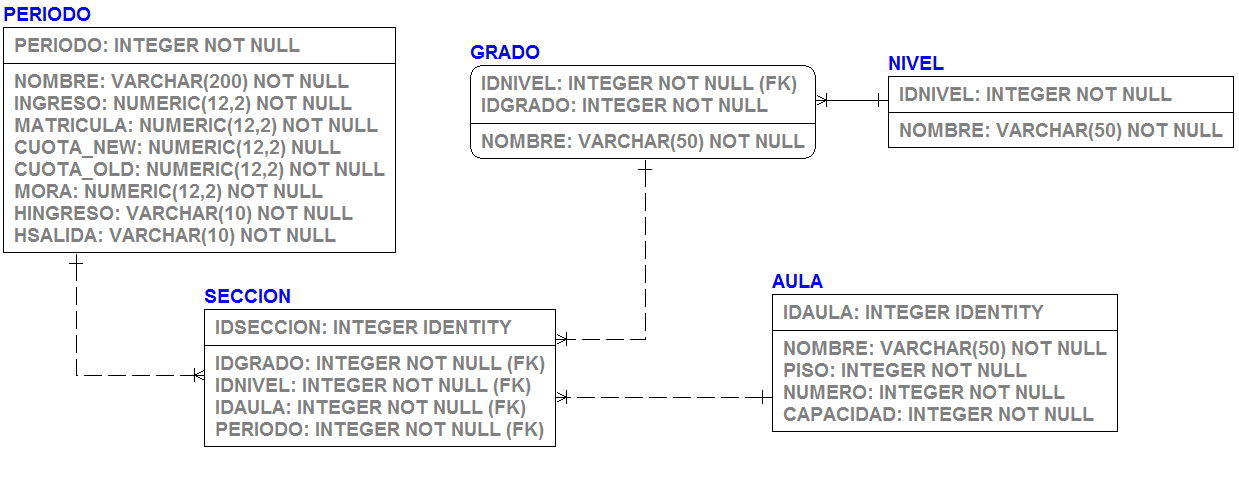 PERIODO
PERIODO: INTEGER NOT NULL
NOMBRE: VARCHAR(200) NOT NULL
INGRESO: NUMERIC(12,2) NOT NULL
MATRICULA: NUMERIC(12,2) NOT NULL
CUOTA_NEW: NUMERIC(12,2) NULL
CUOTA_OLD: NUMERIC(12,2) NOT NULL
MORA: NUMERIC(12,2) NOT NULL
HINGRESO: VARCHAR(10) NOT NULL
HSALIDA: VARCHAR(10) NOT NULL
GRADO
IDNIVEL: INTEGER NOT NULL (FK)
IDGRADO: INTEGER NOT NULL
NOMBRE: VARCHAR(50) NOT NULL
NIVEL
IDNIVEL: INTEGER NOT NULL
NOMBRE: VARCHAR(50) NOT NULL
SECCION
IDSECCION: INTEGER IDENTITY
IDGRADO: INTEGER NOT NULL (FK)
IDNIVEL: INTEGER NOT NULL (FK)
IDAULA: INTEGER NOT NULL (FK)
PERIODO: INTEGER NOT NULL (FK)
AULA
IDAULA: INTEGER IDENTITY
NOMBRE: VARCHAR(50) NOT NULL
PISO: INTEGER NOT NULL
NUMERO: INTEGER NOT NULL
CAPACIDAD: INTEGER NOT NULL